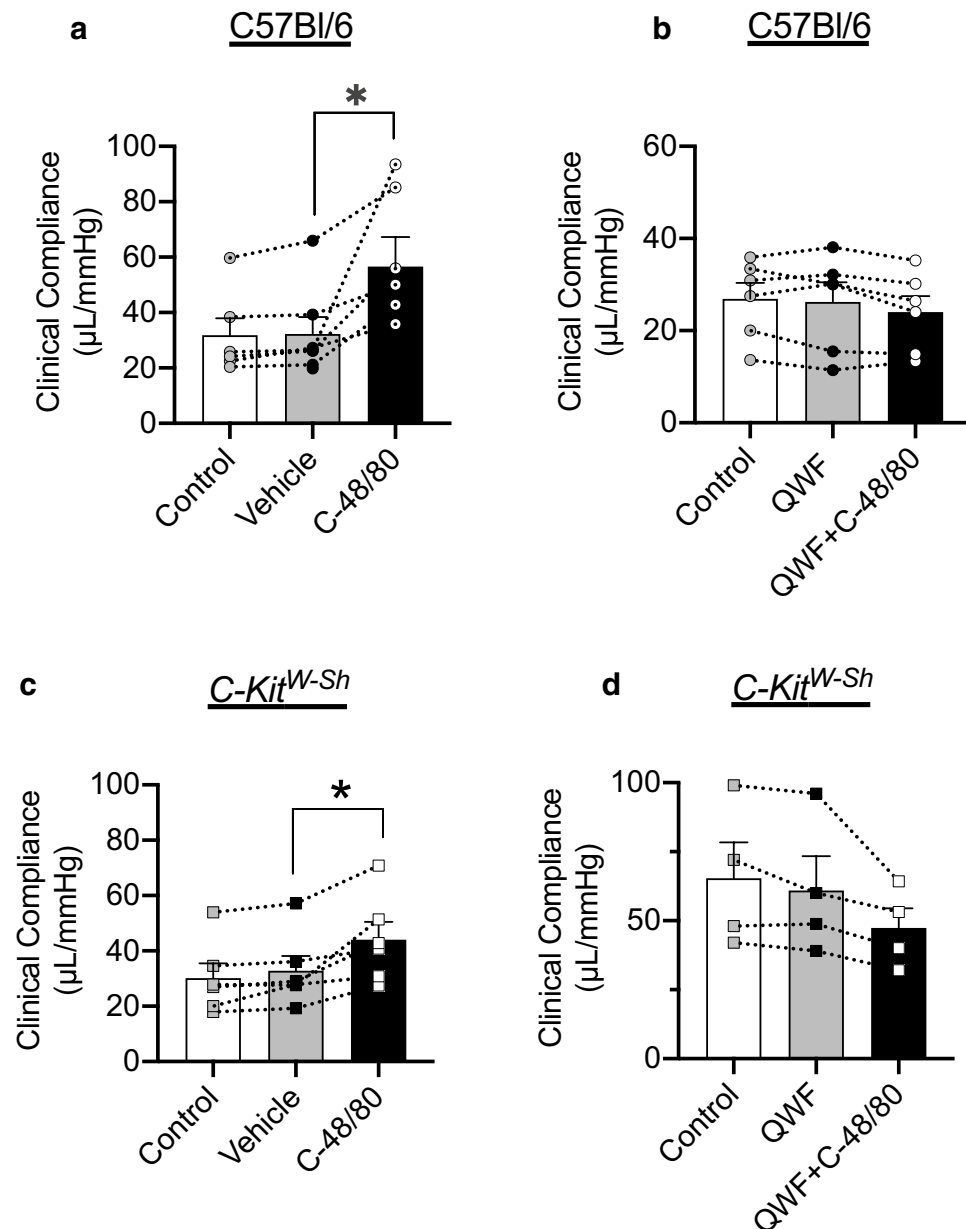 a
C57Bl/6
*
Clinical Compliance
(µL/mmHg)
100
80
60
40
20
0
Control
Vehicle
C-48/80
b
C57Bl/6
Clinical Compliance
(µL/mmHg)
60
40
20
0
Control
QWF
QWF+C-48/80
c
C-KitW-Sh
*
Clinical Compliance
(µL/mmHg)
100
80
60
40
20
0
Control
Vehicle
C-48/80
d
C-KitW-Sh
Clinical Compliance
(µL/mmHg)
100
50
0
Control
QWF
QWF+C-48/80